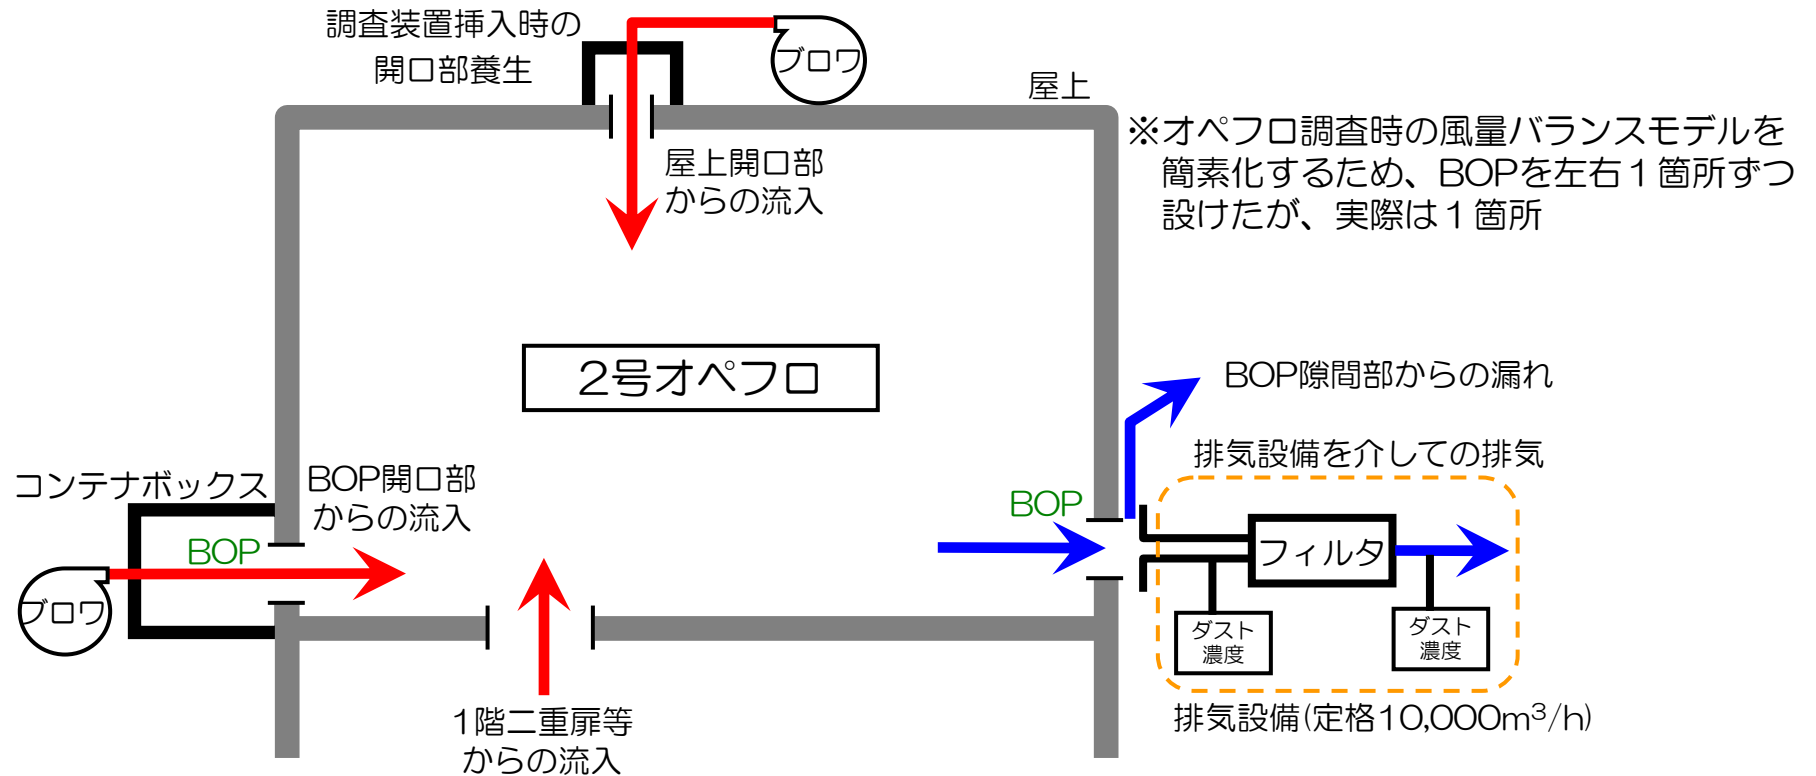 調査装置挿入時の
開口部養生
ブロワ
屋上
※オペフロ調査時の風量バランスモデルを
簡素化するため、BOPを左右1箇所ずつ
設けたが、実際は1箇所
屋上開口部
からの流入
2号オペフロ
BOP隙間部からの漏れ
排気設備を介しての排気
コンテナボックス
BOP開口部
からの流入
BOP
BOP
フィルタ
ブロワ
ダスト
濃度
ダスト
濃度
1階二重扉等
からの流入
排気設備(定格10,000m³/h)